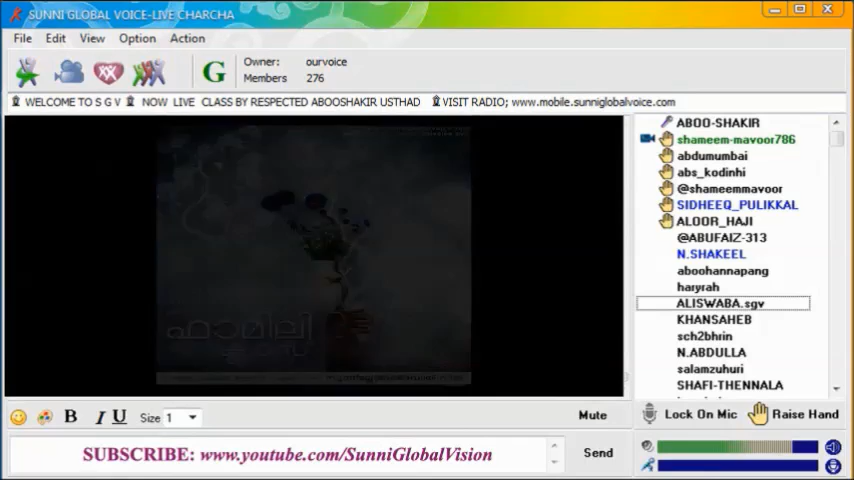 SUNNI GLOBAL VOICE-LIVE CHARCHA
File Edit View Option Action
G
Owner: ourvoice
Members 276
WELCOME TO S G V NOW LIVE CLASS BY RESPECTED ABOOSHAKIR USTHAD VISIT RADIO; www.mobile.sunniglobalvoice.com
ABOO-SHAKIR
shameem-mavoor786
abdumumbai
abs_kodinhi
@shameemmavoor
SIDHEEQ_PULIKKAL
ALOOR_HAJI
@ABUFAIZ-313
N.SHAKEEL
aboohannapang
haryrah
ALISWABA.sgv
KHANSAHEB
sch2bhrin
N.ABDULLA
salamzuhuri
SHAFI-THENNALA
ഫാമിലി
B I U Size 1 Mute
Lock On Mic Raise Hand
SUBSCRIBE: www.youtube.com/SunniGlobalVision
Send